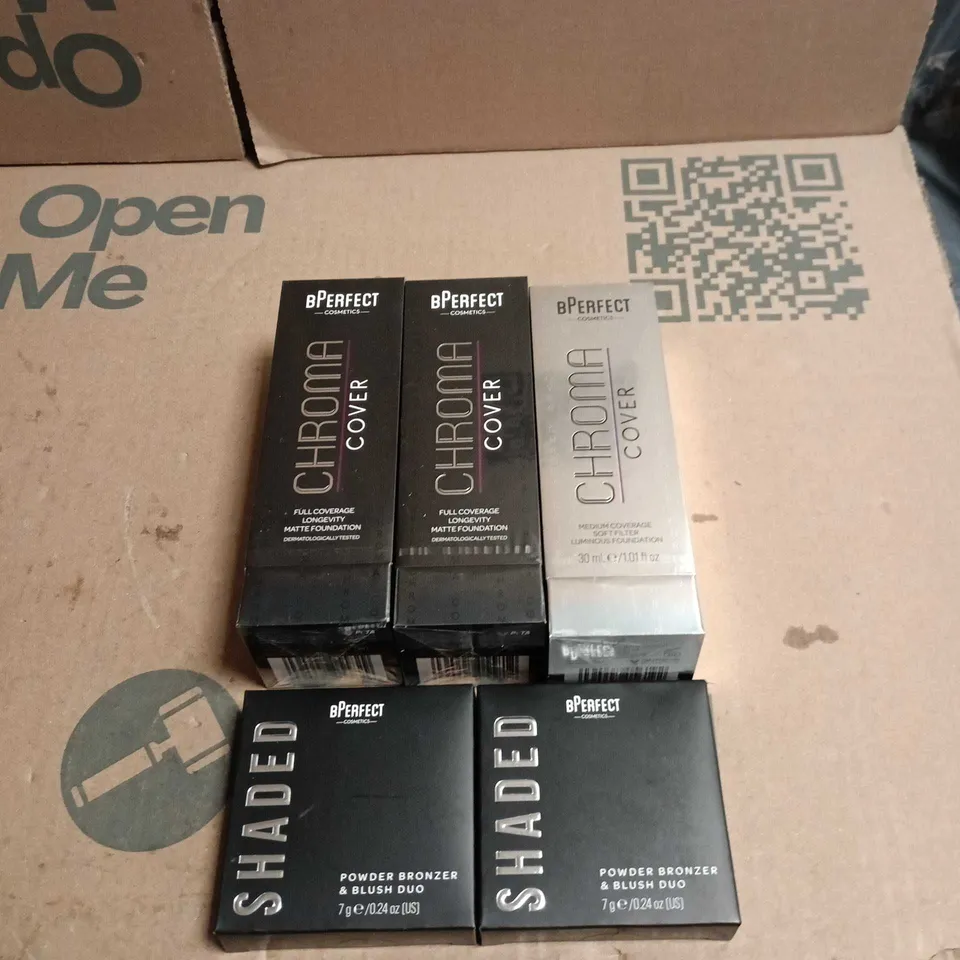 do
Open
Me
BPERFECT
COSMETICS
CHROMA
COVER
FULL COVERAGE
LONGEVITY
MATTE FOUNDATION
DERMATOLOGICALLY TESTED
BPERFECT
COSMETICS
CHROMA
COVER
FULL COVERAGE
LONGEVITY
MATTE FOUNDATION
DERMATOLOGICALLY TESTED
BPERFECT
COSMETICS
CHROMA
COVER
MEDIUM COVERAGE
SOFT FILTER
LUMINOUS FOUNDATION
30 mL e/1.01 fl oz
BPERFECT
BPERFECT
COSMETICS
SHADED
POWDER BRONZER
& BLUSH DUO
7 g e/0.24 oz (US)
BPERFECT
COSMETICS
SHADED
POWDER BRONZER
& BLUSH DUO
7 g e/0.24 oz (US)